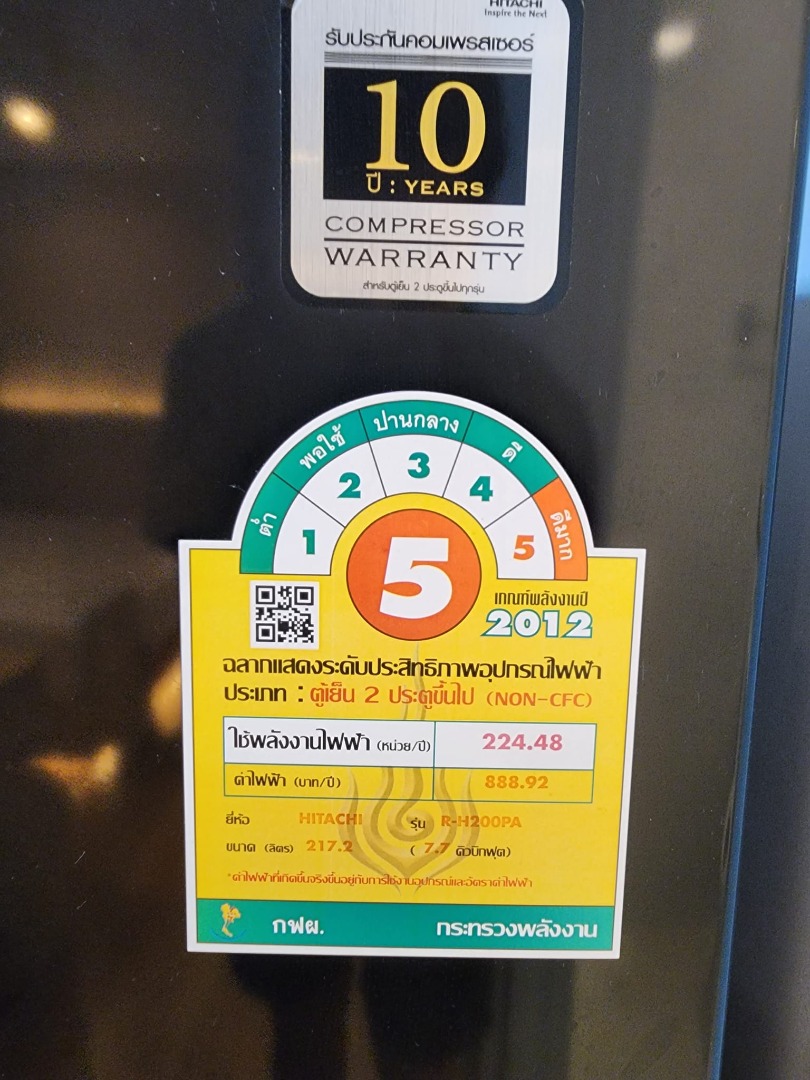 HITACHI
Inspire the Next
รับประกันคอมเพรสเซอร์
10
ปี : YEARS
COMPRESSOR
WARRANTY
สำหรับตู้เย็น 2 ประตูขึ้นไปทุกรุ่น
ต่ำ พอใช้ ปานกลาง ดี ดีมาก
1 2 3 4 5
5
เกณฑ์พลังงานปี
2012
ฉลากแสดงระดับประสิทธิภาพอุปกรณ์ไฟฟ้า
ประเภท : ตู้เย็น 2 ประตูขึ้นไป (NON-CFC)
ใช้พลังงานไฟฟ้า (หน่วย/ปี) 224.48
ค่าไฟฟ้า (บาท/ปี) 888.92
ยี่ห้อ HITACHI รุ่น R-H200PA
ขนาด (ลิตร) 217.2 ( 7.7 คิวบิกฟุต)
*ค่าไฟฟ้าที่เกิดขึ้นจริงขึ้นอยู่กับการใช้งานอุปกรณ์และอัตราค่าไฟฟ้า
กฟผ. กระทรวงพลังงาน